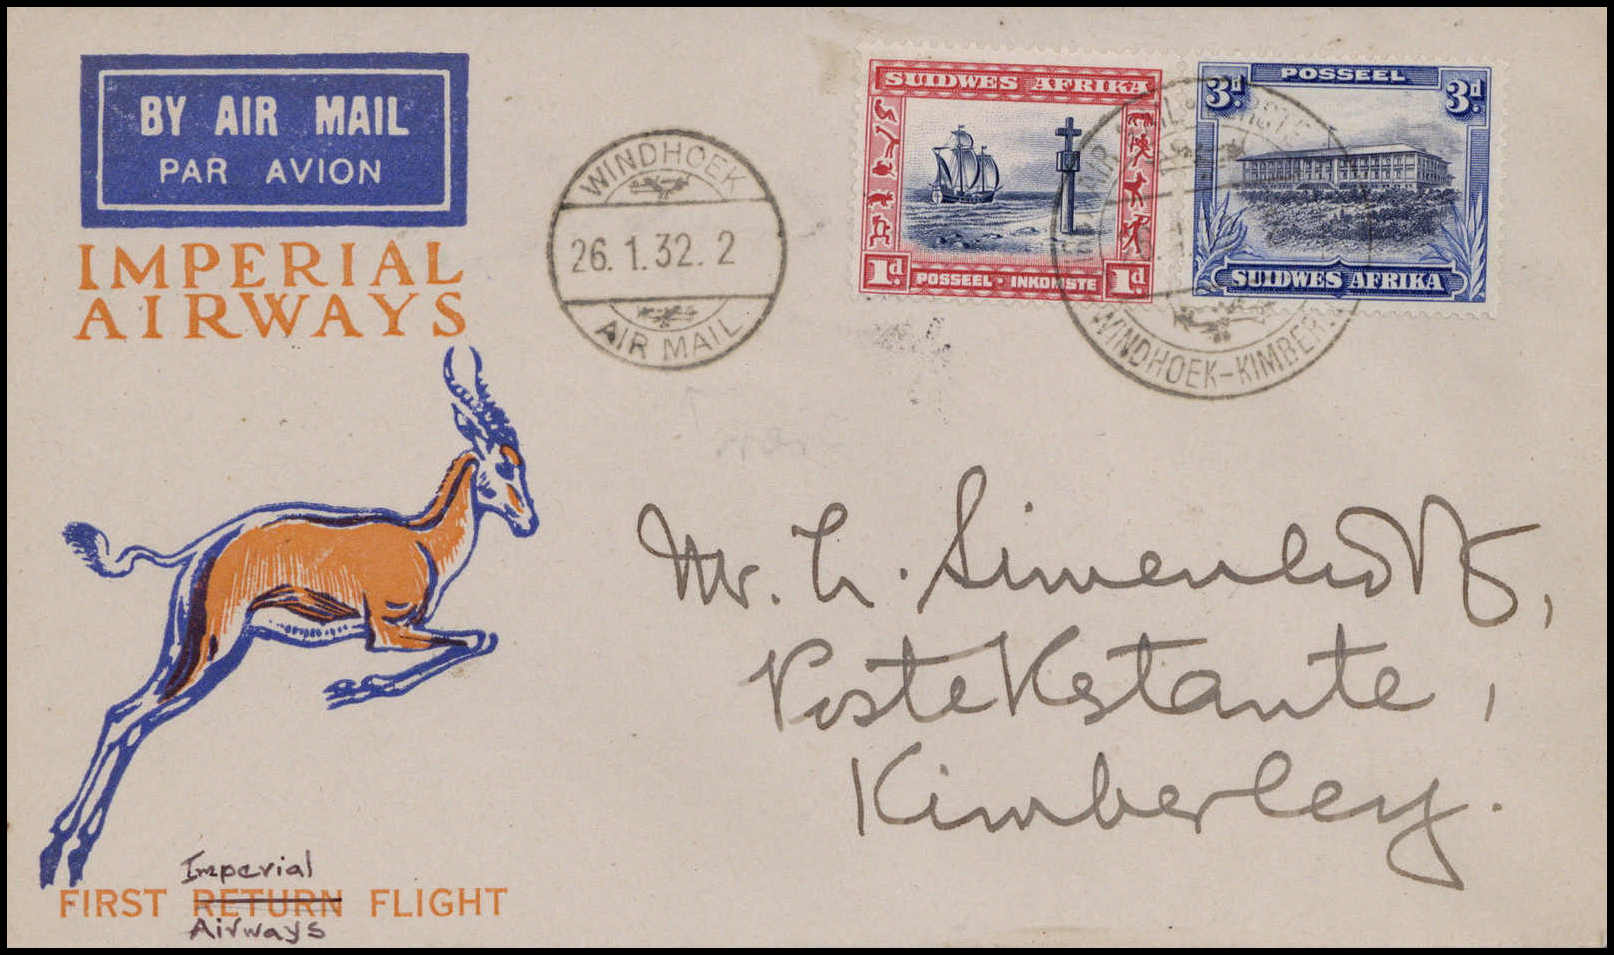 BY AIR MAIL
PAR AVION
IMPERIAL
AIRWAYS
WINDHOEK
26.1.32.2
AIR MAIL
SUIDWES AFRIKA
1d.
POSSEEL·INKOMSTE
1d.
POSSEEL
3d.
3d.
SUIDWES AFRIKA
AIR
WINDHOEK-KIMBER
Mr. L.
Poste Restante,
Kimberley.
Imperial
FIRST RETURN FLIGHT
Airways